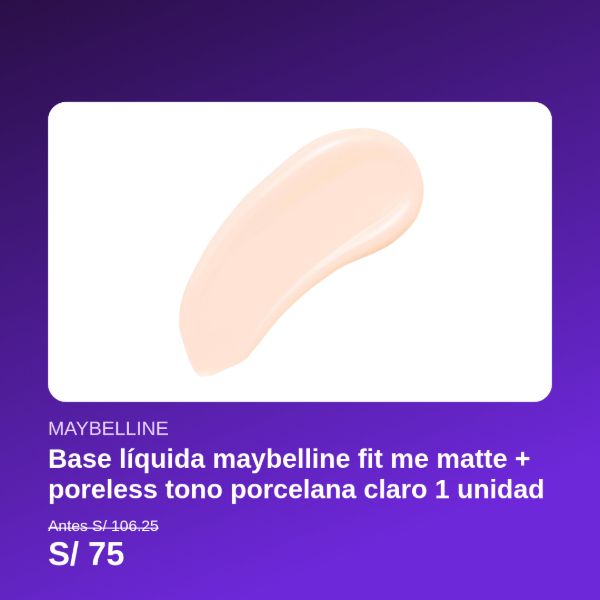 MAYBELLINE
Base líquida maybelline fit me matte +
poreless tono porcelana claro 1 unidad
Antes S/ 106.25
S/ 75